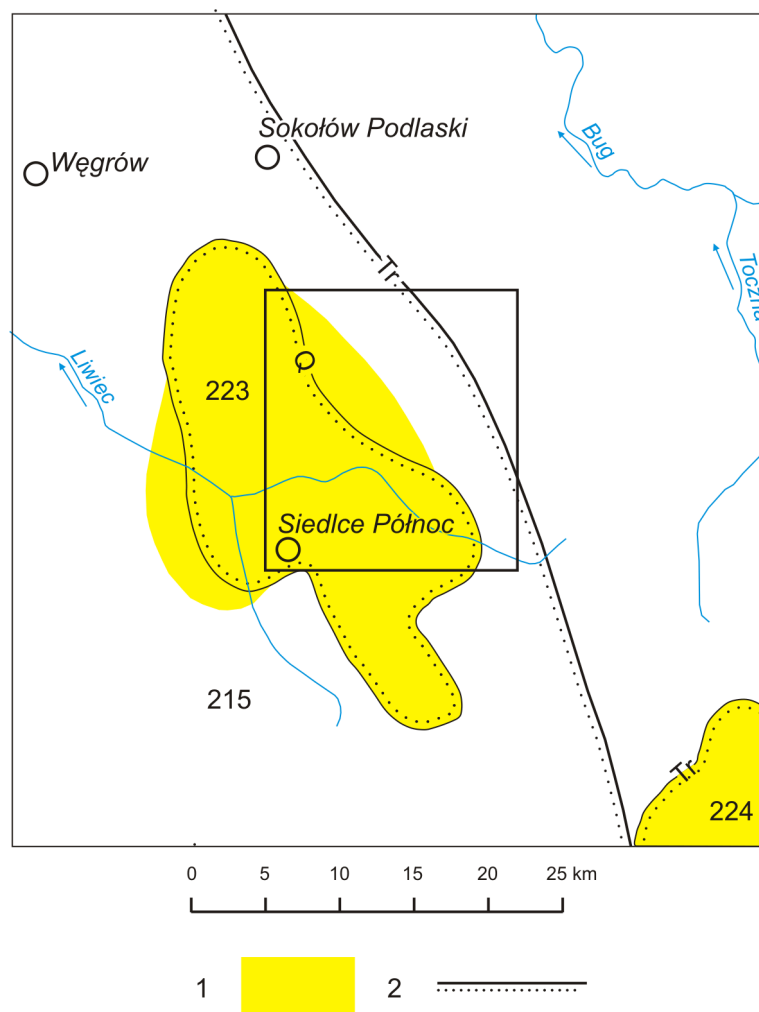 Sokołów Podlaski
Węgrów
Bug
Tr
Toczna
Liwiec
Q
223
Siedlce Północ
215
Tr
224
0 5 10 15 20 25 km
1 2